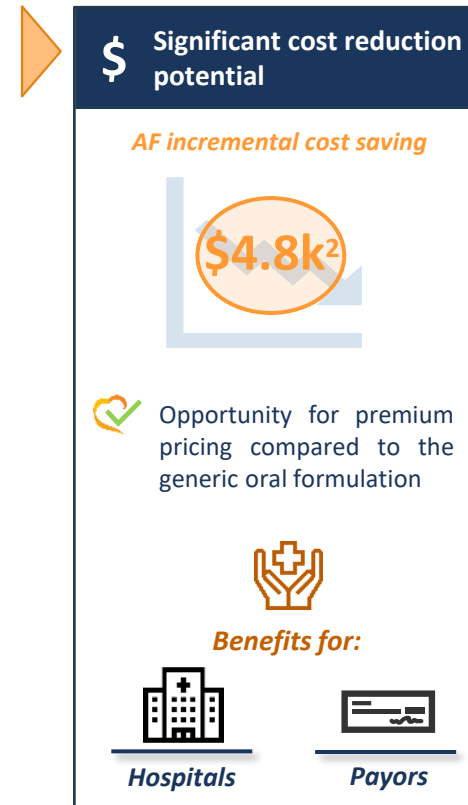 $
Significant cost reduction
potential
AF incremental cost saving
$4.8k2
Opportunity for premium
pricing compared to the
generic oral formulation
Benefits for:
Hospitals
Payors